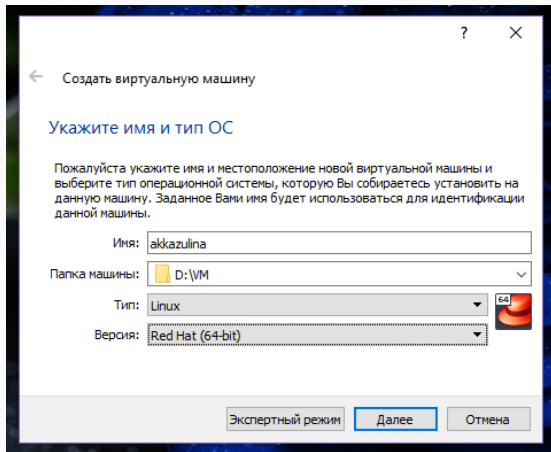 ?
Создать виртуальную машину
Укажите имя и тип ОС
Пожалуйста укажите имя и местоположение новой виртуальной машины и
выберите тип операционной системы, которую Вы собираетесь установить на
данную машину. Заданное Вами имя будет использоваться для идентификации
данной машины.
Имя: akkazulina
Папка машины: D:\VM
Тип: Linux
64
Версия: Red Hat (64-bit)
Экспертный режим Далее Отмена